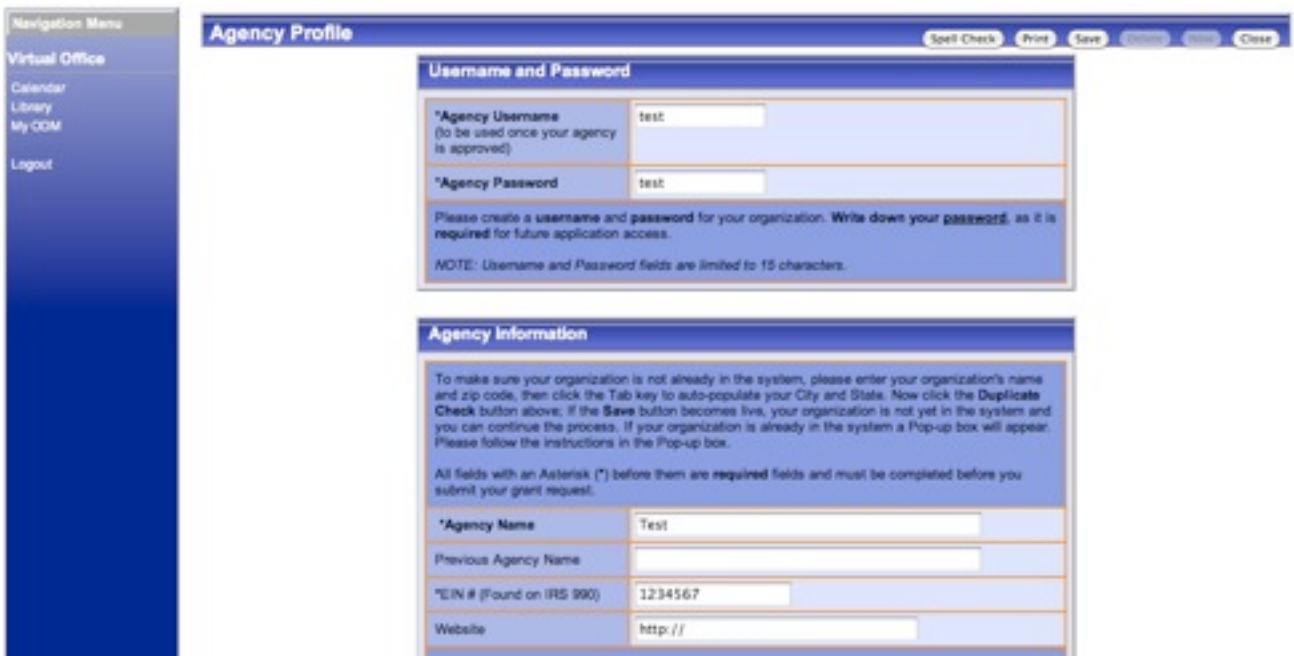 Navigation Menu
Virtual Office
Calendar
Library
My ODM
Logout
Agency Profile
Spell Check Print Save Delete New Close
Username and Password
*Agency Username
(to be used once your agency
is approved)
test
*Agency Password
test
Please create a username and password for your organization. Write down your password, as it is
required for future application access.
NOTE: Username and Password fields are limited to 15 characters.
Agency Information
To make sure your organization is not already in the system, please enter your organization's name
and zip code, then click the Tab key to auto-populate your City and State. Now click the Duplicate
Check button above; If the Save button becomes live, your organization is not yet in the system and
you can continue the process. If your organization is already in the system a Pop-up box will appear.
Please follow the instructions in the Pop-up box.
All fields with an Asterisk (*) before them are required fields and must be completed before you
submit your grant request.
*Agency Name
Test
Previous Agency Name
*EIN # (Found on IRS 990)
1234567
Website
http://